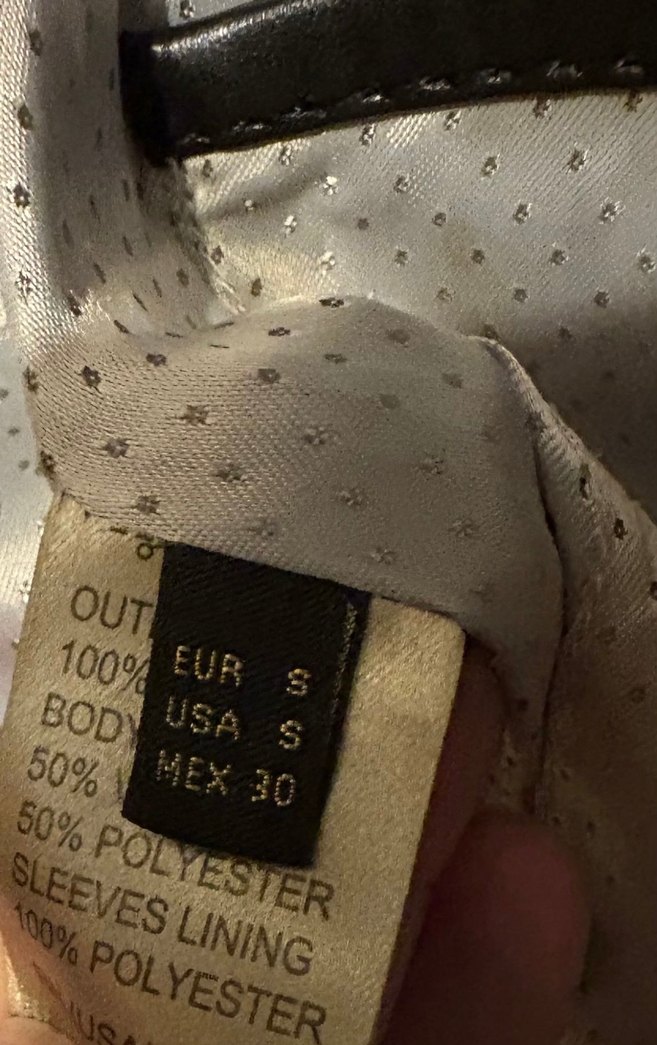 OUT
100%
BODY
50%
50% POLYESTER
SLEEVES LINING
100% POLYESTER
EUR S
USA S
MEX 30